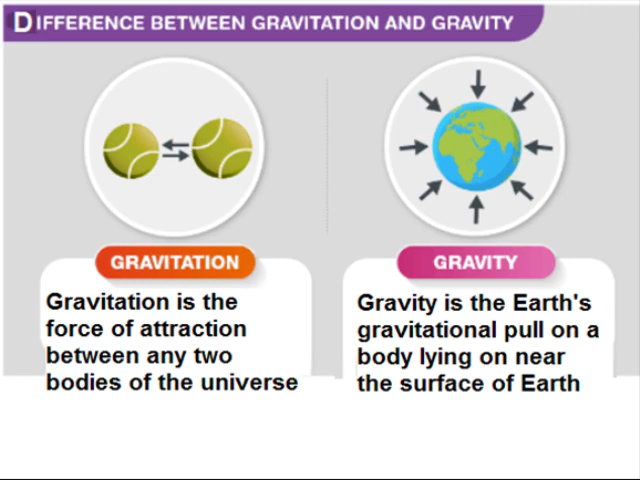 DIFFERENCE BETWEEN GRAVITATION AND GRAVITY
GRAVITATION
Gravitation is the
force of attraction
between any two
bodies of the universe
GRAVITY
Gravity is the Earth's
gravitational pull on a
body lying on near
the surface of Earth